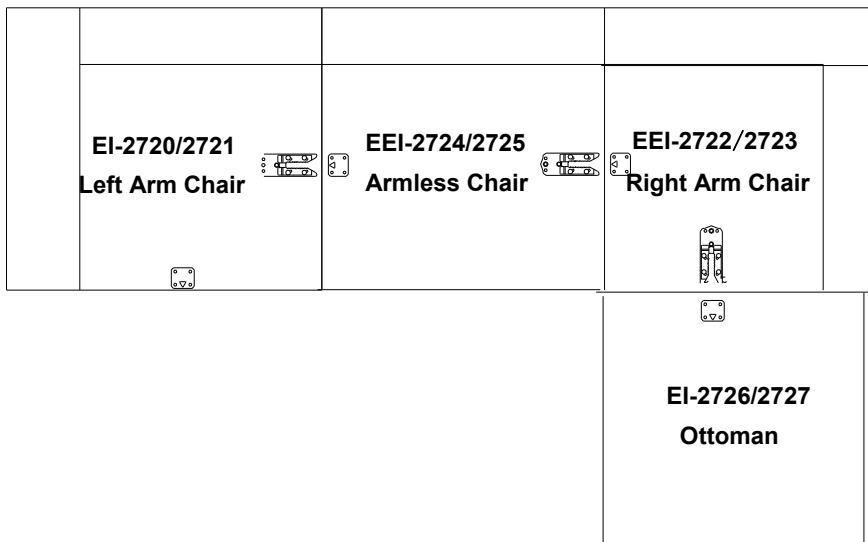 EI-2720/2721
Left Arm Chair
EEI-2724/2725
Armless Chair
EEI-2722/2723
Right Arm Chair
EI-2726/2727
Ottoman